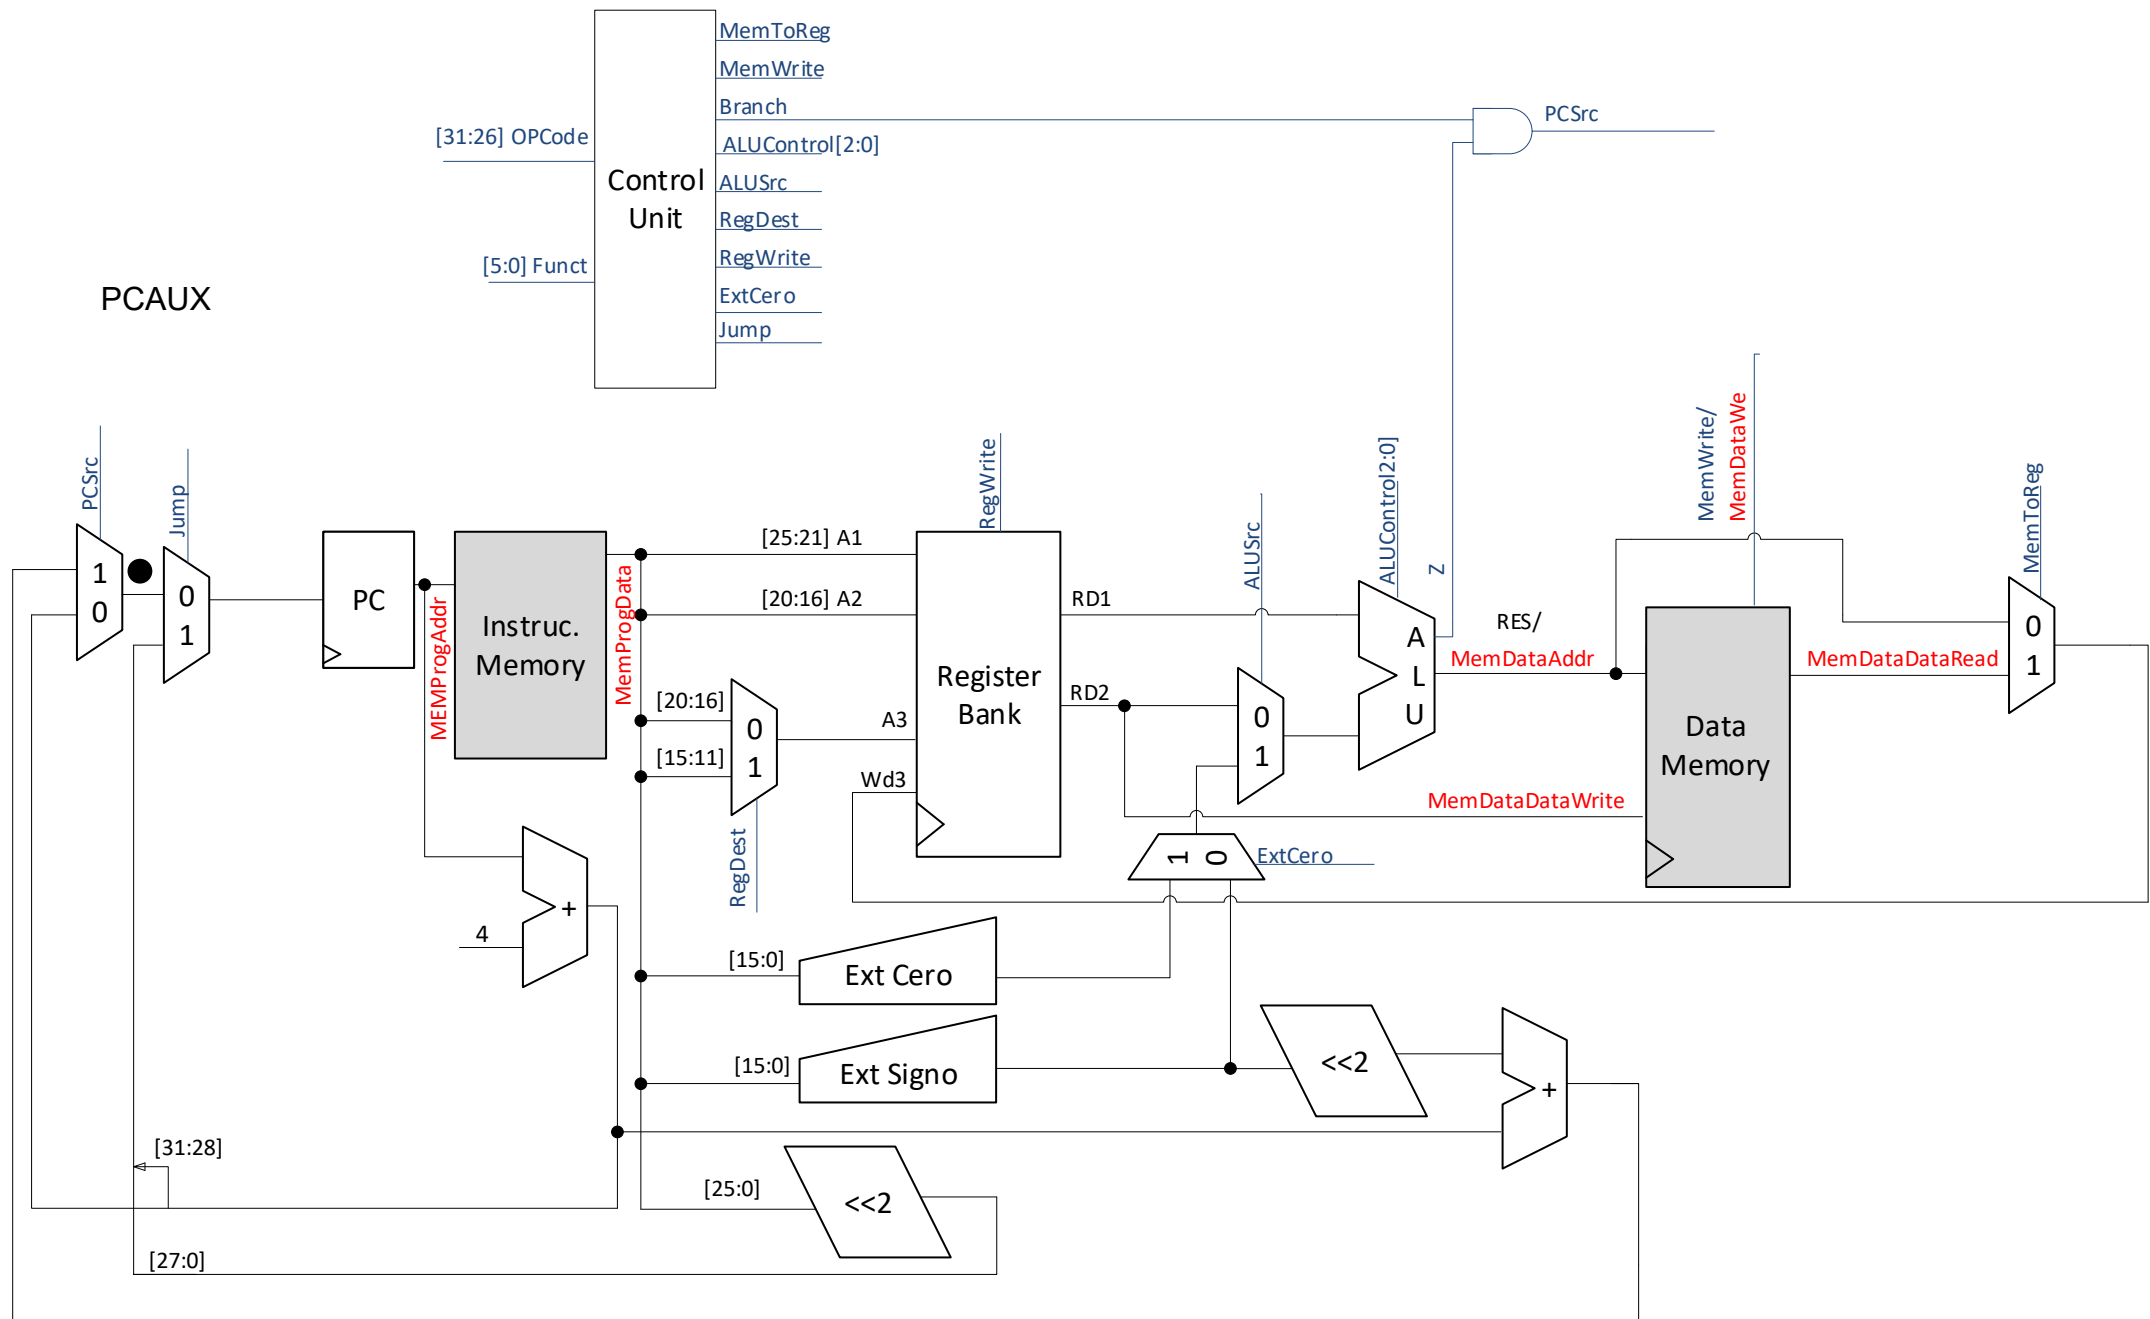 MemToReg
MemWrite
Branch
PCSrc
[31:26] OPCode
ALUControl[2:0]
Control
Unit
ALUSrc
RegDest
[5:0] Funct
RegWrite
ExtCero
Jump
PCAUX
PCSrc
Jump
RegWrite
ALUSrc
ALUControl2:0]
Z
MemWrite/
MemDataWe
MemToReg
1
0
0
1
PC
MEMProgAddr
Instruc.
Memory
MemProgData
[25:21] A1
[20:16] A2
[20:16]
[15:11]
0
1
RegDest
A3
Wd3
Register
Bank
RD1
RD2
0
1
A
L
U
RES/
MemDataAddr
MemDataDataWrite
Data
Memory
MemDataDataRead
0
1
1
0
ExtCero
4
+
[15:0]
Ext Cero
[15:0]
Ext Signo
<<2
+
[31:28]
[25:0]
<<2
[27:0]